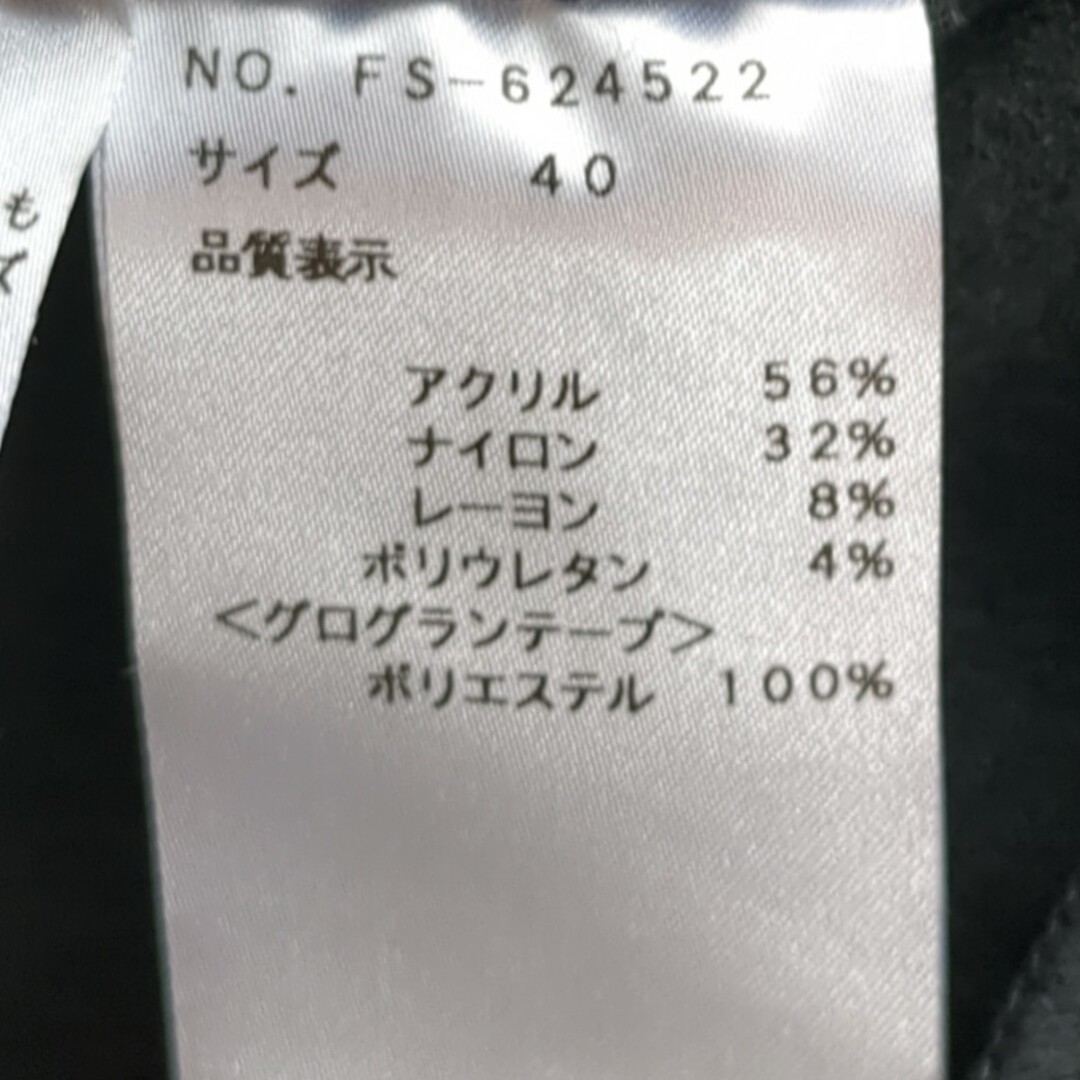 NO. FS-624522
サイズ 40
品質表示
アクリル 56%
ナイロン 32%
レーヨン 8%
ポリウレタン 4%
<グログランテープ>
ポリエステル 100%
も
ズ